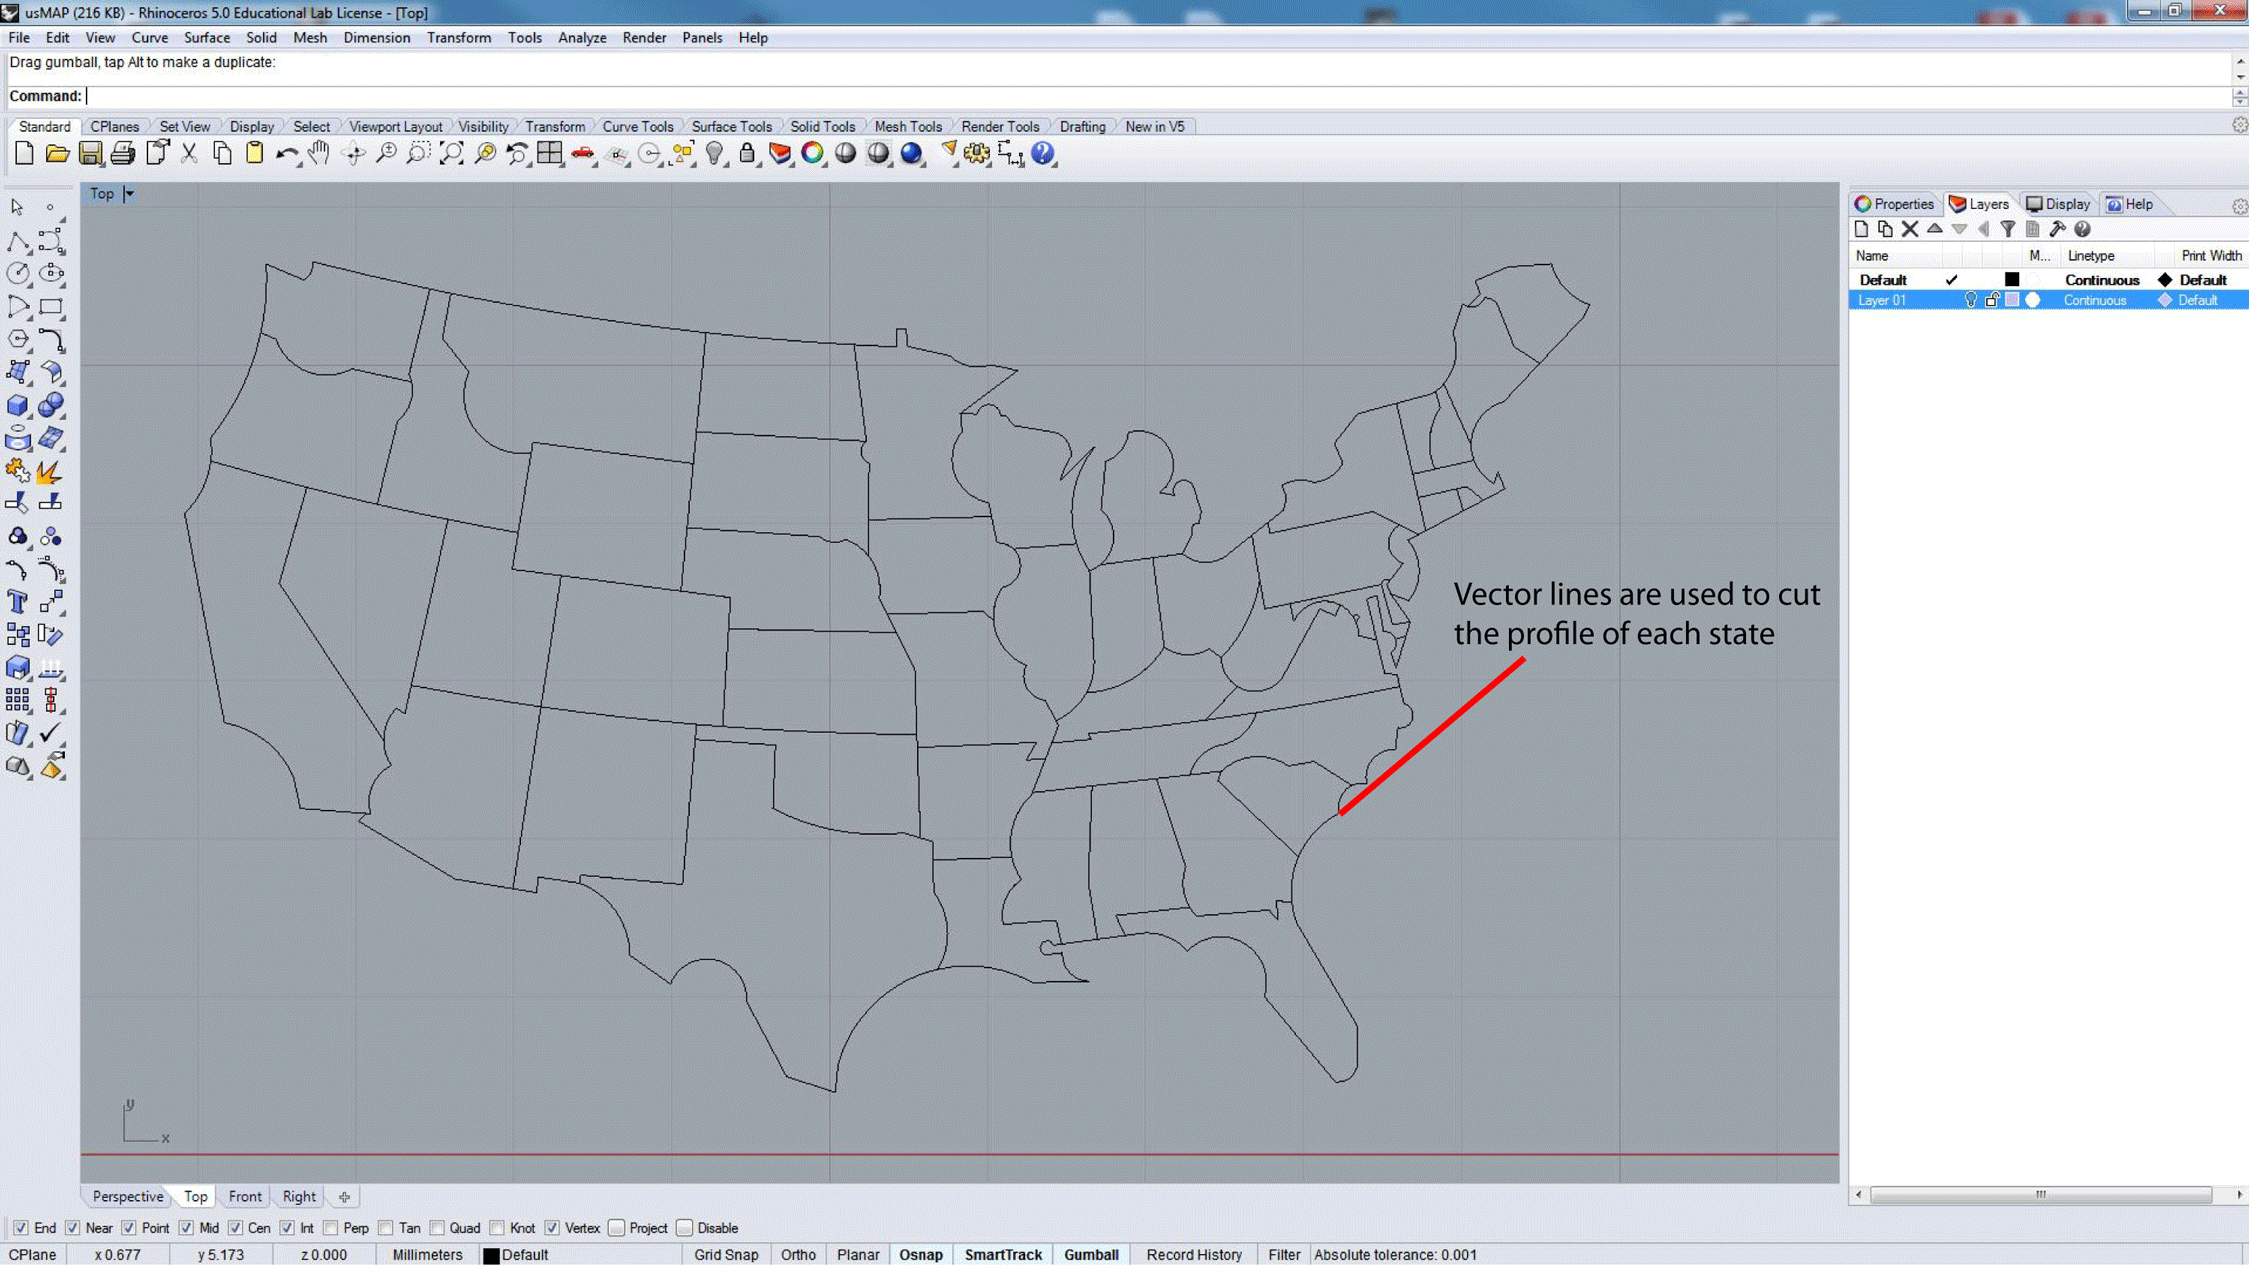 usMAP (216 KB) - Rhinoceros 5.0 Educational Lab License - [Top]
File Edit View Curve Surface Solid Mesh Dimension Transform Tools Analyze Render Panels Help
Drag gumball, tap Alt to make a duplicate:
Command:
Standard CPlanes Set View Display Select Viewport Layout Visibility Transform Curve Tools Surface Tools Solid Tools Mesh Tools Render Tools Drafting New in V5
Top
Properties Layers Display Help
Name M... Linetype Print Width
Default Continuous Default
Layer 01 Continuous Default
Vector lines are used to cut
the profile of each state
y
x
Perspective Top Front Right
End Near Point Mid Cen Int Perp Tan Quad Knot Vertex Project Disable
CPlane x 0.677 y 5.173 z 0.000 Millimeters Default Grid Snap Ortho Planar Osnap SmartTrack Gumball Record History Filter Absolute tolerance: 0.001